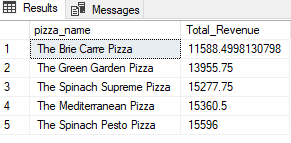 Results Messages
pizza_name Total_Revenue
1 The Brie Carre Pizza 11588.4998130798
2 The Green Garden Pizza 13955.75
3 The Spinach Supreme Pizza 15277.75
4 The Mediterranean Pizza 15360.5
5 The Spinach Pesto Pizza 15596